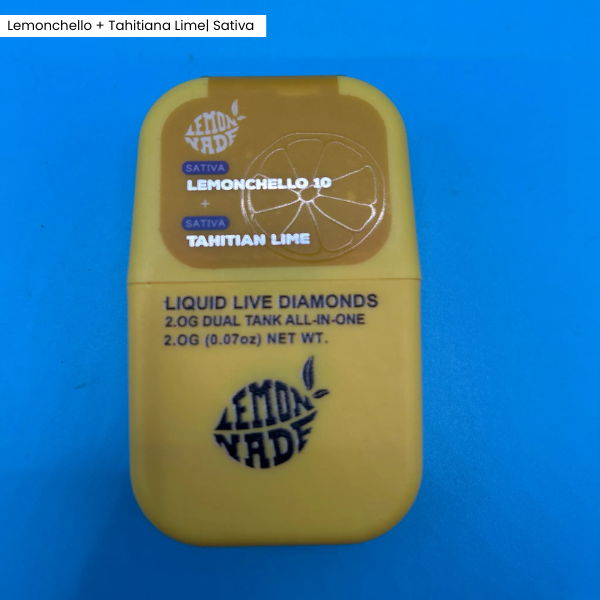 Lemonchello + Tahitiana Lime| Sativa
LEMON
NADE
SATIVA
LEMONCHELLO 10
+
SATIVA
TAHITIAN LIME
LIQUID LIVE DIAMONDS
2.0G DUAL TANK ALL-IN-ONE
2.0G (0.07oz) NET WT.
LEMON
NADE